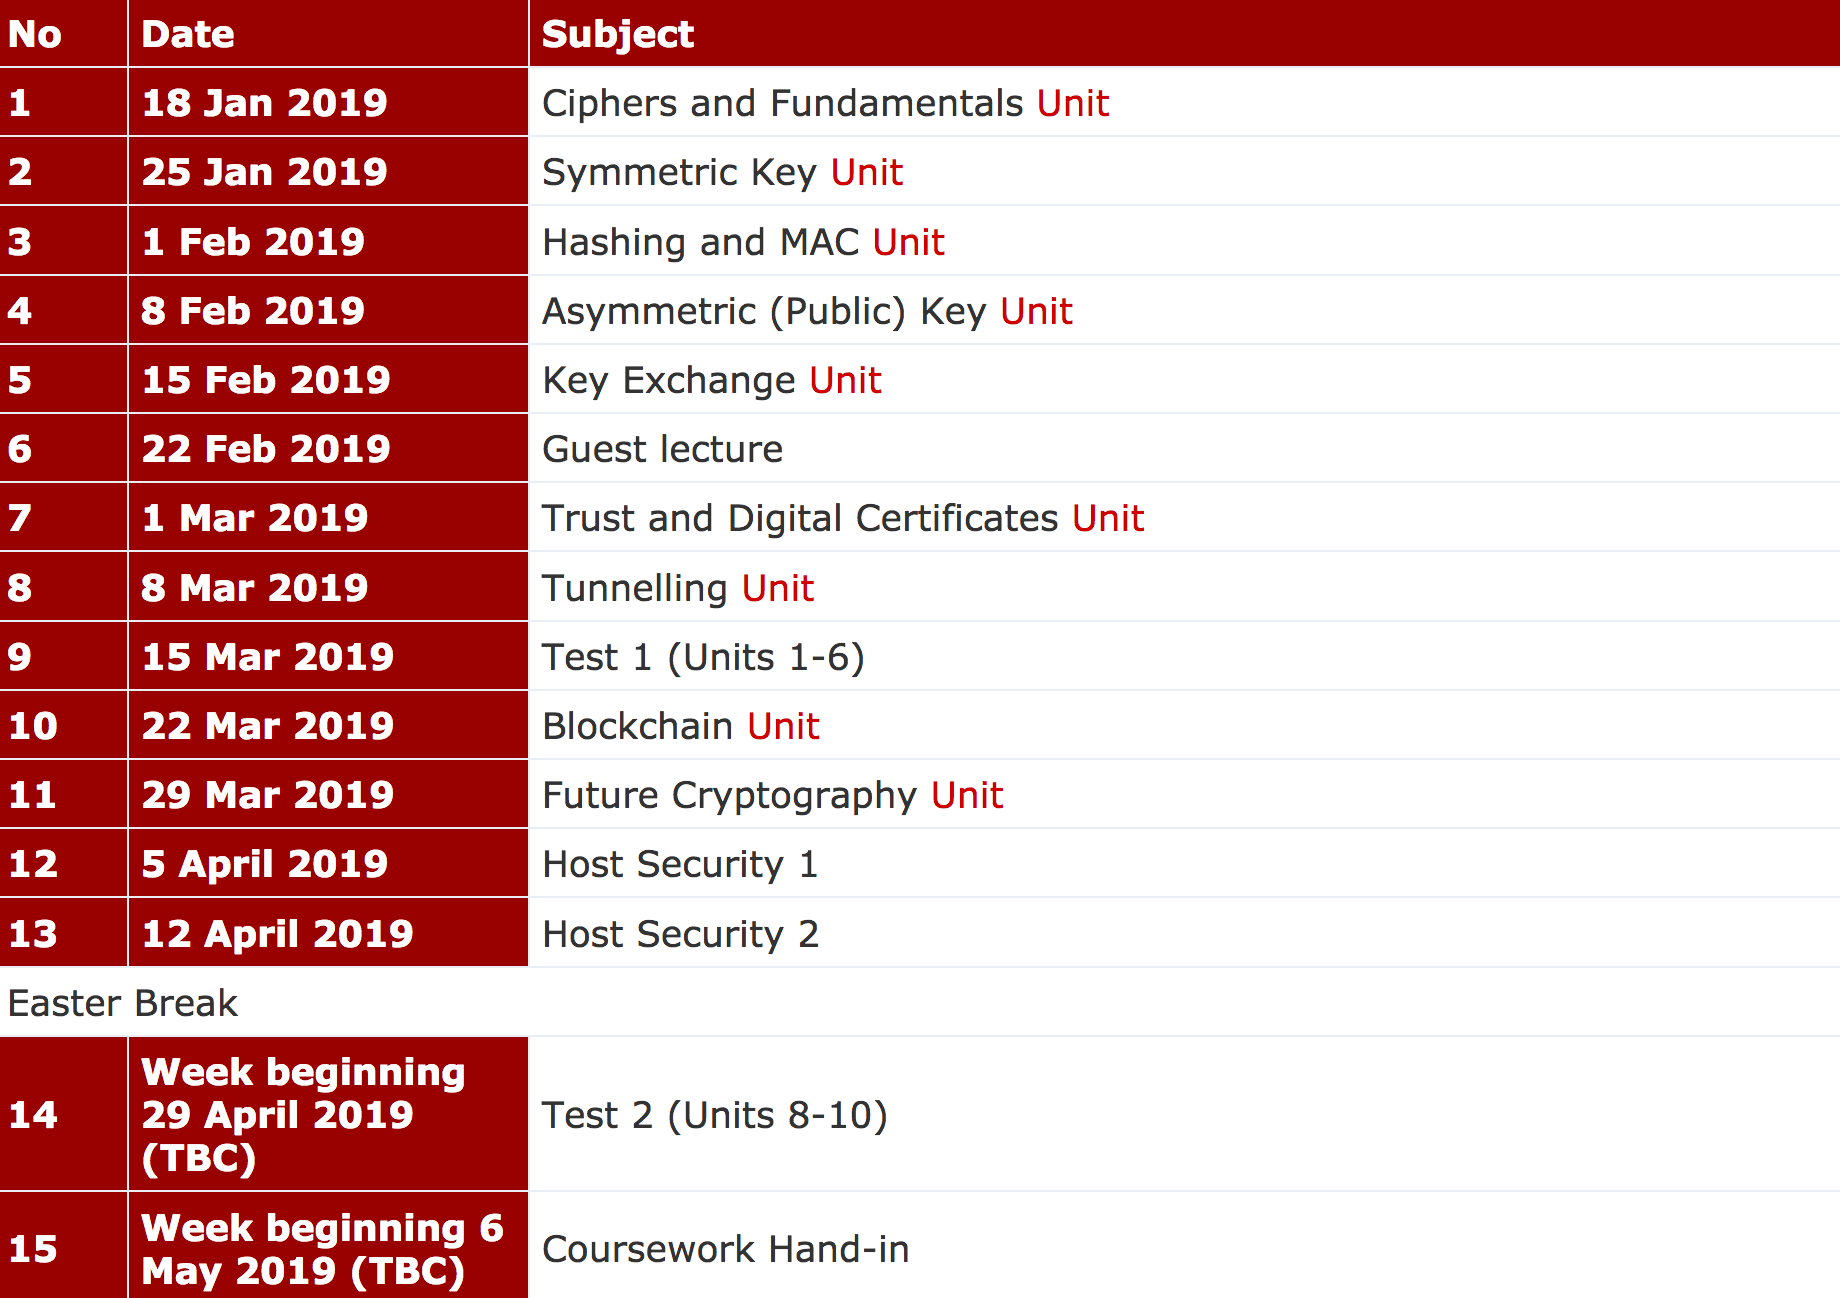 No Date Subject
1 18 Jan 2019 Ciphers and Fundamentals Unit
2 25 Jan 2019 Symmetric Key Unit
3 1 Feb 2019 Hashing and MAC Unit
4 8 Feb 2019 Asymmetric (Public) Key Unit
5 15 Feb 2019 Key Exchange Unit
6 22 Feb 2019 Guest lecture
7 1 Mar 2019 Trust and Digital Certificates Unit
8 8 Mar 2019 Tunnelling Unit
9 15 Mar 2019 Test 1 (Units 1-6)
10 22 Mar 2019 Blockchain Unit
11 29 Mar 2019 Future Cryptography Unit
12 5 April 2019 Host Security 1
13 12 April 2019 Host Security 2
Easter Break
Week beginning
14 29 April 2019 Test 2 (Units 8-10)
(TBC)
15 Week beginning 6
May 2019 (TBC) Coursework Hand-in